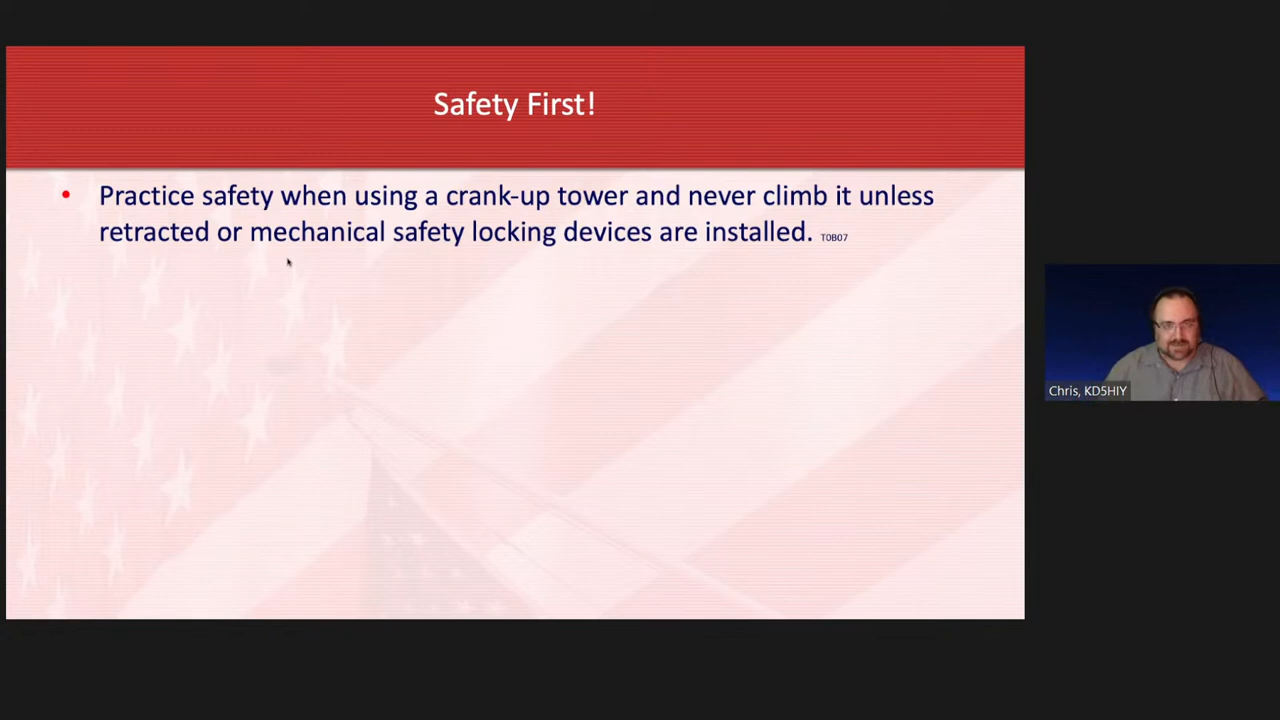 Safety First!
• Practice safety when using a crank-up tower and never climb it unless
retracted or mechanical safety locking devices are installed. T0B07
Chris, KD5HIY